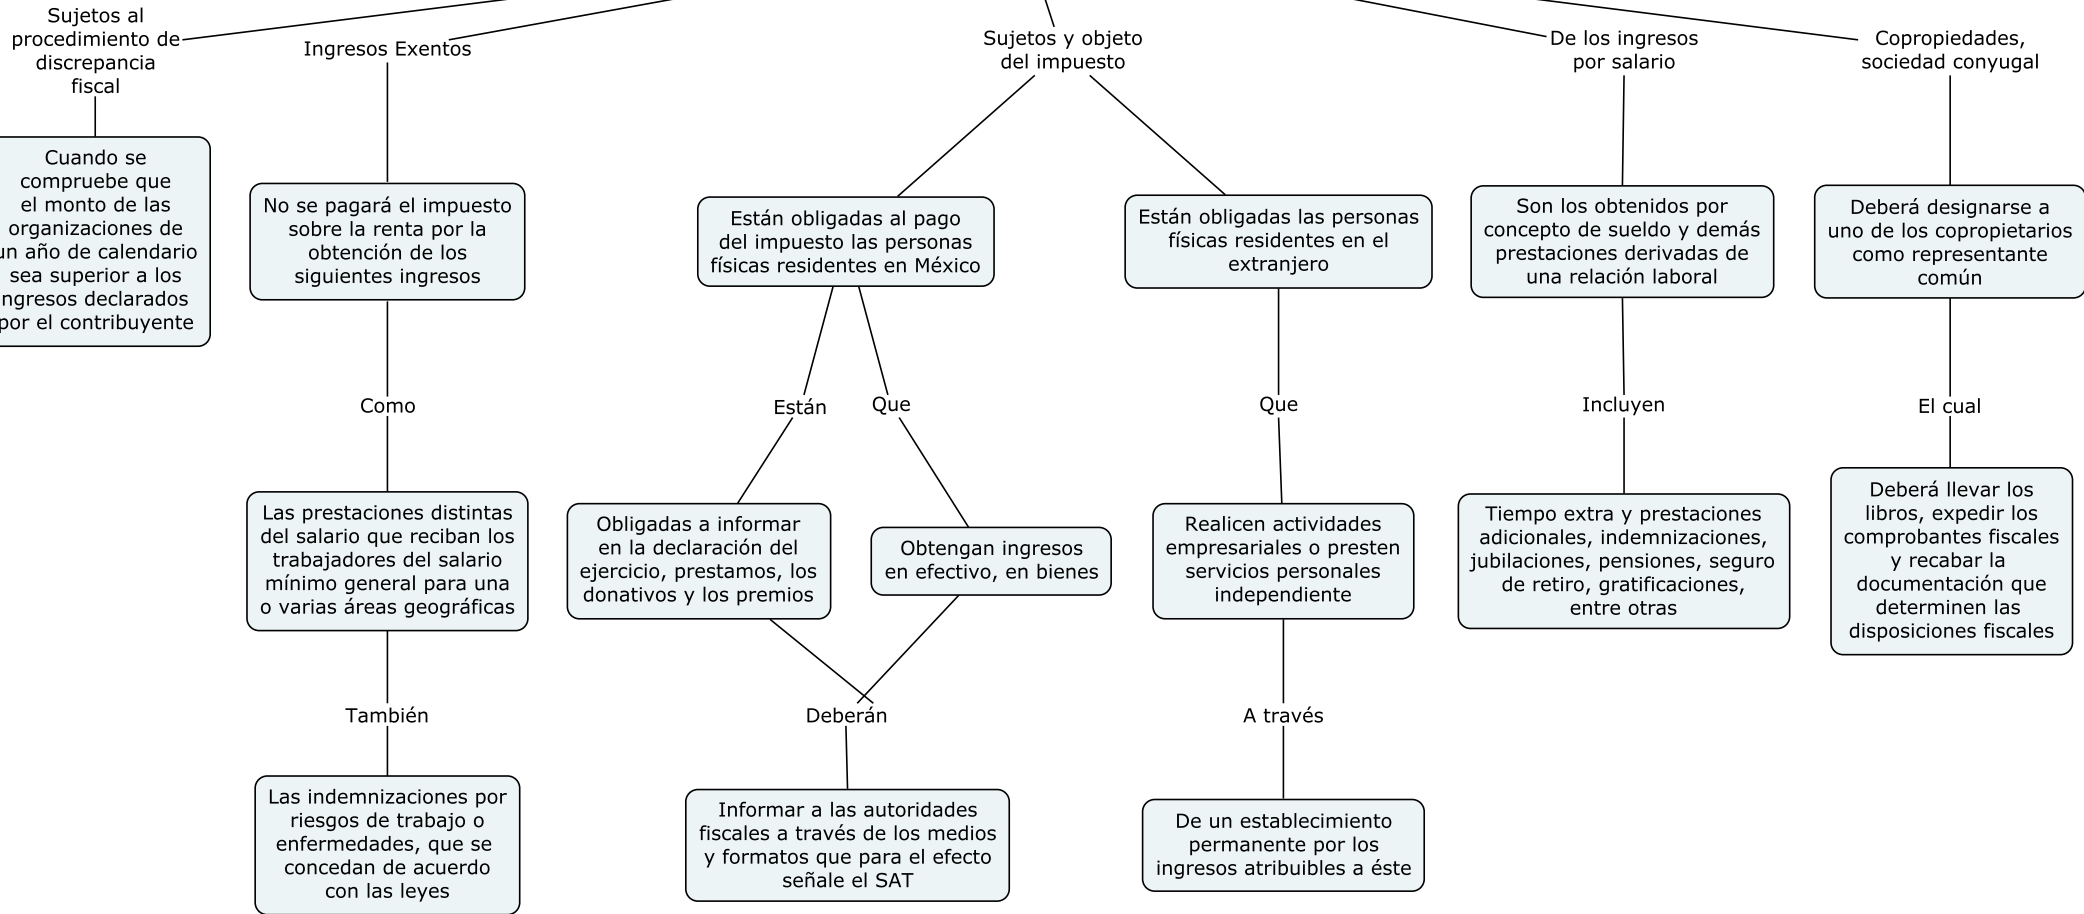 Sujetos al
procedimiento de
discrepancia
fiscal
Cuando se
compruebe que
el monto de las
organizaciones de
un año de calendario
sea superior a los
ingresos declarados
por el contribuyente
Ingresos Exentos
No se pagará el impuesto
sobre la renta por la
obtención de los
siguientes ingresos
Como
Las prestaciones distintas
del salario que reciban los
trabajadores del salario
mínimo general para una
o varias áreas geográficas
También
Las indemnizaciones por
riesgos de trabajo o
enfermedades, que se
concedan de acuerdo
con las leyes
Sujetos y objeto
del impuesto
Están obligadas al pago
del impuesto las personas
físicas residentes en México
Están
Que
Obligadas a informar
en la declaración del
ejercicio, prestamos, los
donativos y los premios
Obtengan ingresos
en efectivo, en bienes
Deberán
Informar a las autoridades
fiscales a través de los medios
y formatos que para el efecto
señale el SAT
Están obligadas las personas
físicas residentes en el
extranjero
Que
Realicen actividades
empresariales o presten
servicios personales
independiente
A través
De un establecimiento
permanente por los
ingresos atribuibles a éste
De los ingresos
por salario
Son los obtenidos por
concepto de sueldo y demás
prestaciones derivadas de
una relación laboral
Incluyen
Tiempo extra y prestaciones
adicionales, indemnizaciones,
jubilaciones, pensiones, seguro
de retiro, gratificaciones,
entre otras
Copropiedades,
sociedad conyugal
Deberá designarse a
uno de los copropietarios
como representante
común
El cual
Deberá llevar los
libros, expedir los
comprobantes fiscales
y recabar la
documentación que
determinen las
disposiciones fiscales